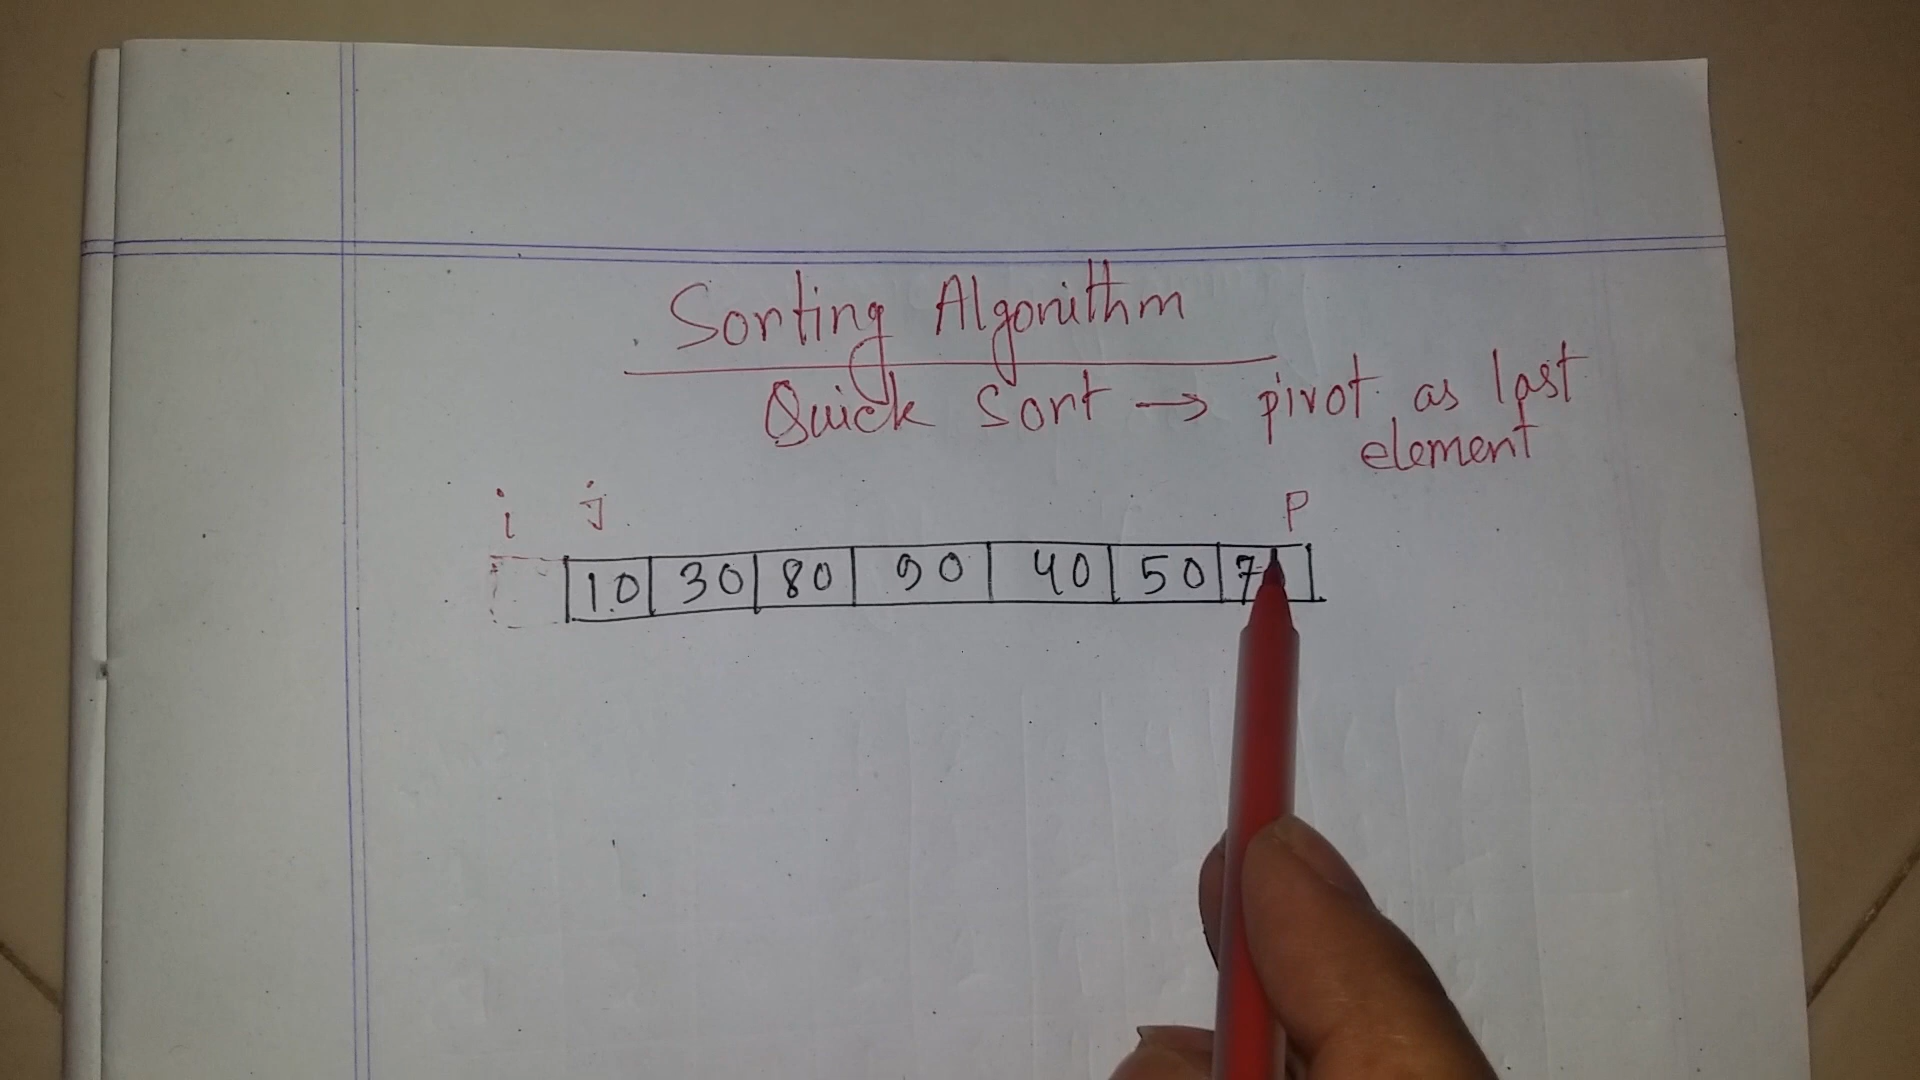 Sorting Algorithm
Quick Sort → pivot as last
element
i j P
10 30 80 90 40 50